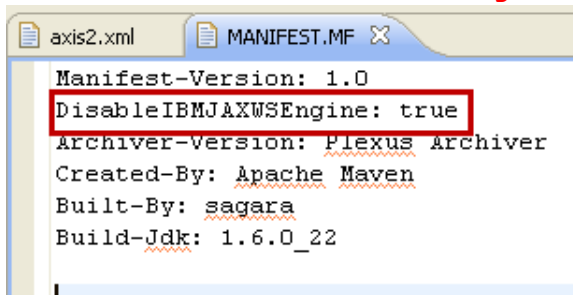 axis2.xml MANIFEST.MF
Manifest-Version: 1.0
DisableIBMJAXWSEngine: true
Archiver-Version: Plexus Archiver
Created-By: Apache Maven
Built-By: sagara
Build-Jdk: 1.6.0_22